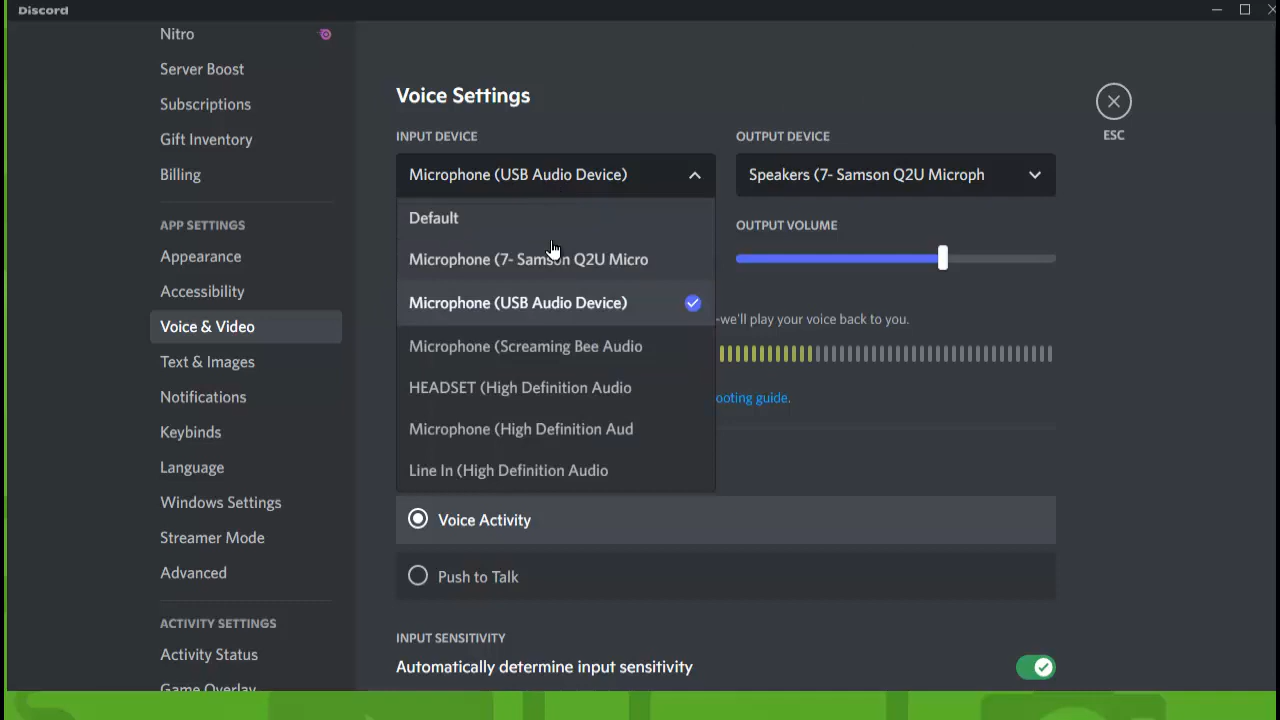 Discord
Nitro
Server Boost
Subscriptions
Gift Inventory
Billing
APP SETTINGS
Appearance
Accessibility
Voice & Video
Text & Images
Notifications
Keybinds
Language
Windows Settings
Streamer Mode
Advanced
ACTIVITY SETTINGS
Activity Status
Game Overlay
Voice Settings
INPUT DEVICE
Microphone (USB Audio Device)
Default
Microphone (7- Samson Q2U Micro
Microphone (USB Audio Device)
Microphone (Screaming Bee Audio
HEADSET (High Definition Audio
Microphone (High Definition Aud
Line In (High Definition Audio
OUTPUT DEVICE
Speakers (7- Samson Q2U Microph
OUTPUT VOLUME
-we'll play your voice back to you.
ooting guide.
Voice Activity
Push to Talk
INPUT SENSITIVITY
Automatically determine input sensitivity
ESC